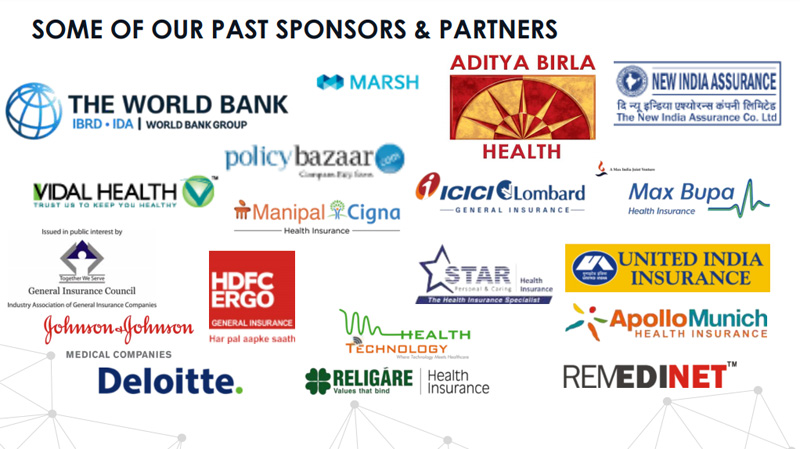 SOME OF OUR PAST SPONSORS & PARTNERS
THE WORLD BANK
IBRD • IDA | WORLD BANK GROUP
MARSH
ADITYA BIRLA
HEALTH
NEW INDIA ASSURANCE
दि न्यू इन्डिया एश्योरन्स कंपनी लिमिटेड
The New India Assurance Co. Ltd
policybazaar.com
Compare. Buy. Save.
VIDAL HEALTH™
TRUST US TO KEEP YOU HEALTHY
Manipal Cigna
Health Insurance
ICICI Lombard
GENERAL INSURANCE
A Max India Joint Venture
Max Bupa
Health Insurance
Issued in public interest by
Together We Serve
General Insurance Council
Industry Association of General Insurance Companies
HDFC
ERGO
GENERAL INSURANCE
Har pal aapke saath
STAR
Personal & Caring
Health
Insurance
The Health Insurance Specialist
UNITED INDIA
INSURANCE
Johnson & Johnson
MEDICAL COMPANIES
HEALTH
TECHNOLOGY
Where Technology Meets Healthcare
ApolloMunich
HEALTH INSURANCE
Deloitte.
RELIGARE
Values that bind
Health
Insurance
REMEDINET™